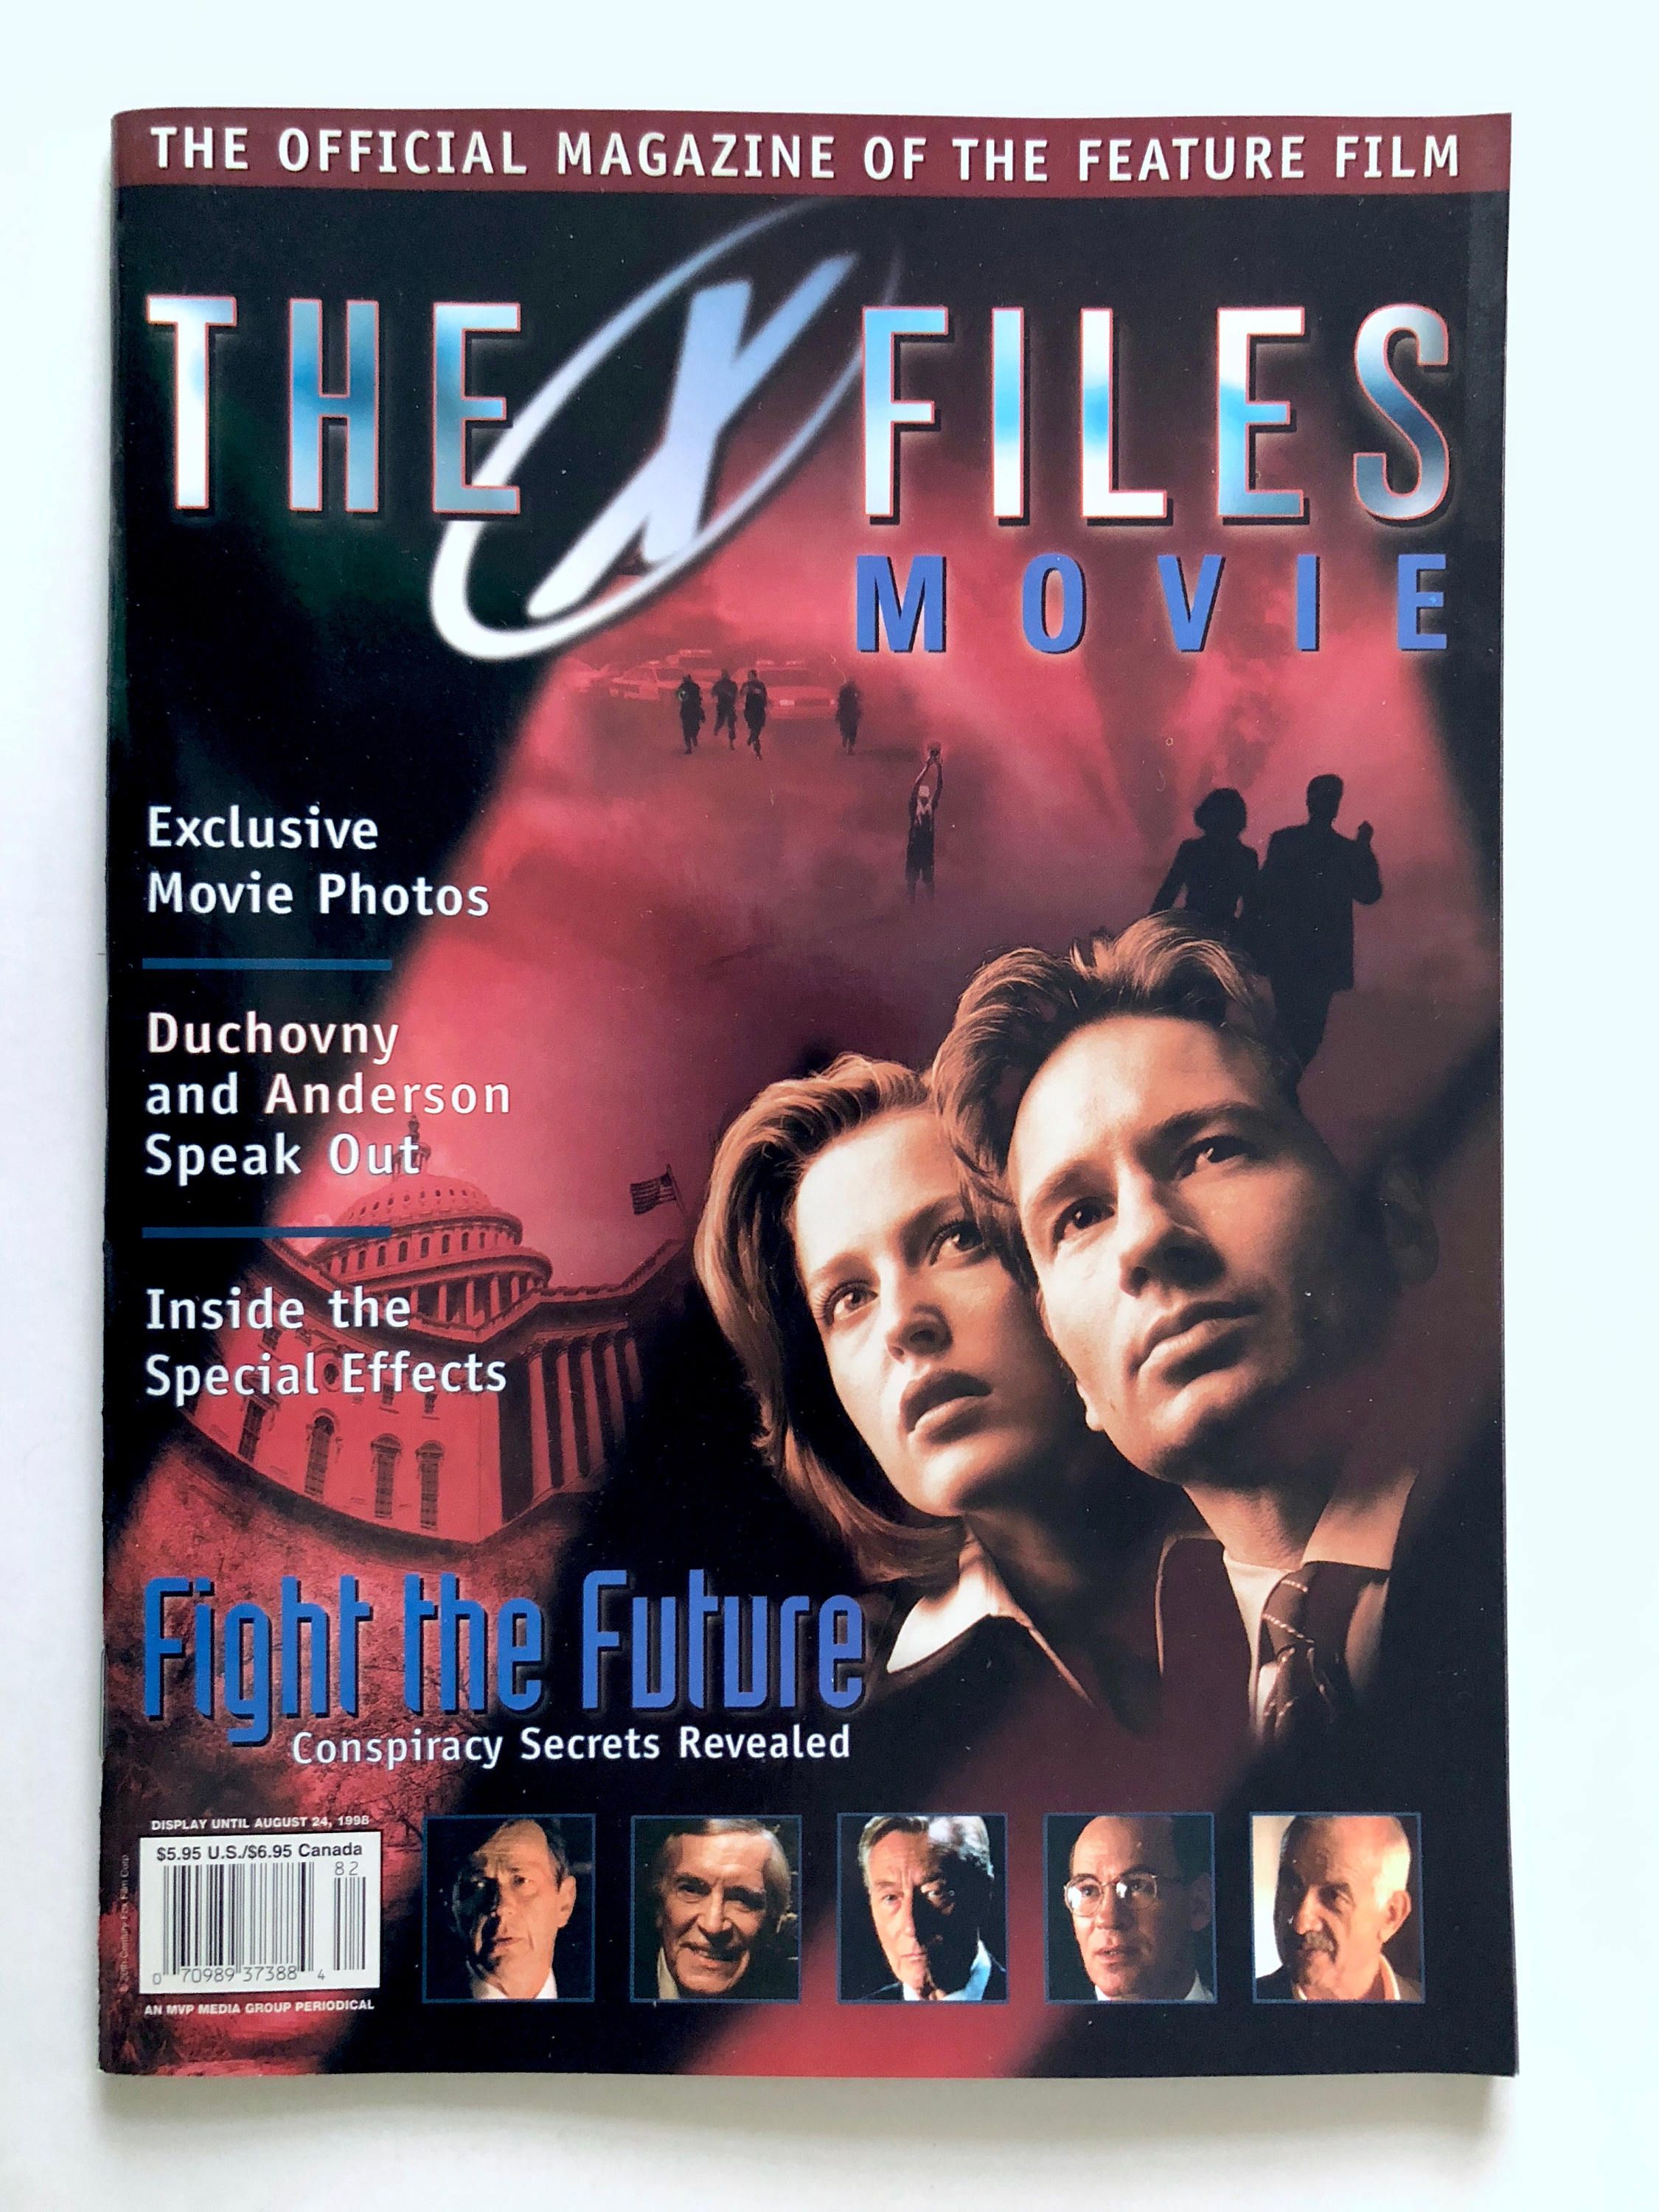 THE OFFICIAL MAGAZINE OF THE FEATURE FILM
THE X FILES
MOVIE
Exclusive
Movie Photos
Duchovny
and Anderson
Speak Out
Inside the
Special Effects
Fight the Future
Conspiracy Secrets Revealed
DISPLAY UNTIL AUGUST 24, 1998
$5.95 U.S./$6.95 Canada
82
0 70989 37388 4
AN MVP MEDIA GROUP PERIODICAL